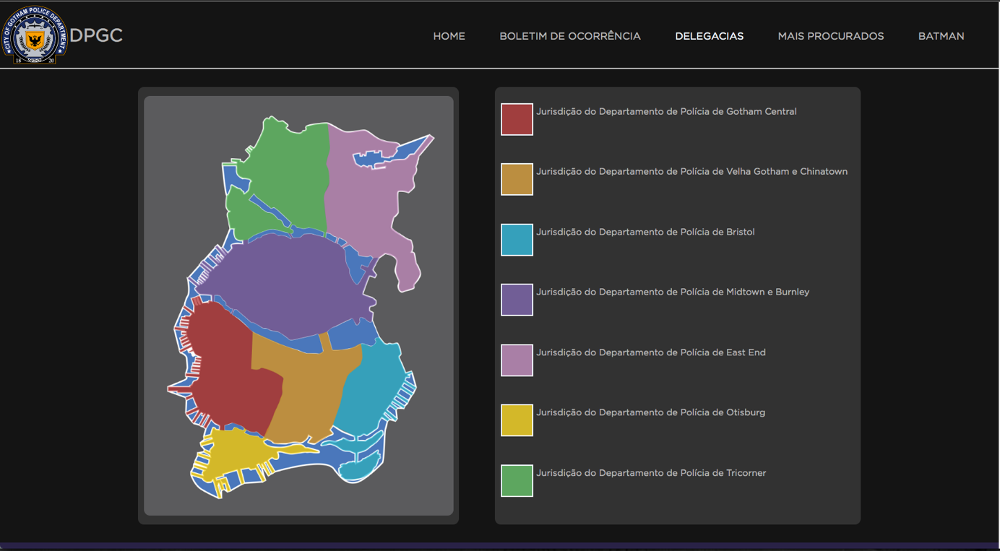 CITY OF GOTHAM POLICE DEPARTMENT
18 20
DPGC
HOME
BOLETIM DE OCORRÊNCIA
DELEGACIAS
MAIS PROCURADOS
BATMAN
Jurisdição do Departamento de Polícia de Gotham Central
Jurisdição do Departamento de Polícia de Velha Gotham e Chinatown
Jurisdição do Departamento de Polícia de Bristol
Jurisdição do Departamento de Polícia de Midtown e Burnley
Jurisdição do Departamento de Polícia de East End
Jurisdição do Departamento de Polícia de Otisburg
Jurisdição do Departamento de Polícia de Tricorner